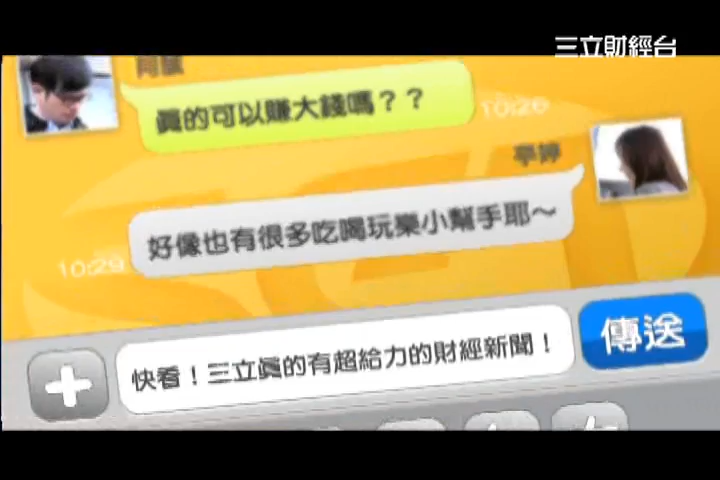 三立財經台
真的可以賺大錢嗎？？
10:26
亭婷
好像也有很多吃喝玩樂小幫手耶～
10:29
快看！三立真的有超給力的財經新聞！
傳送